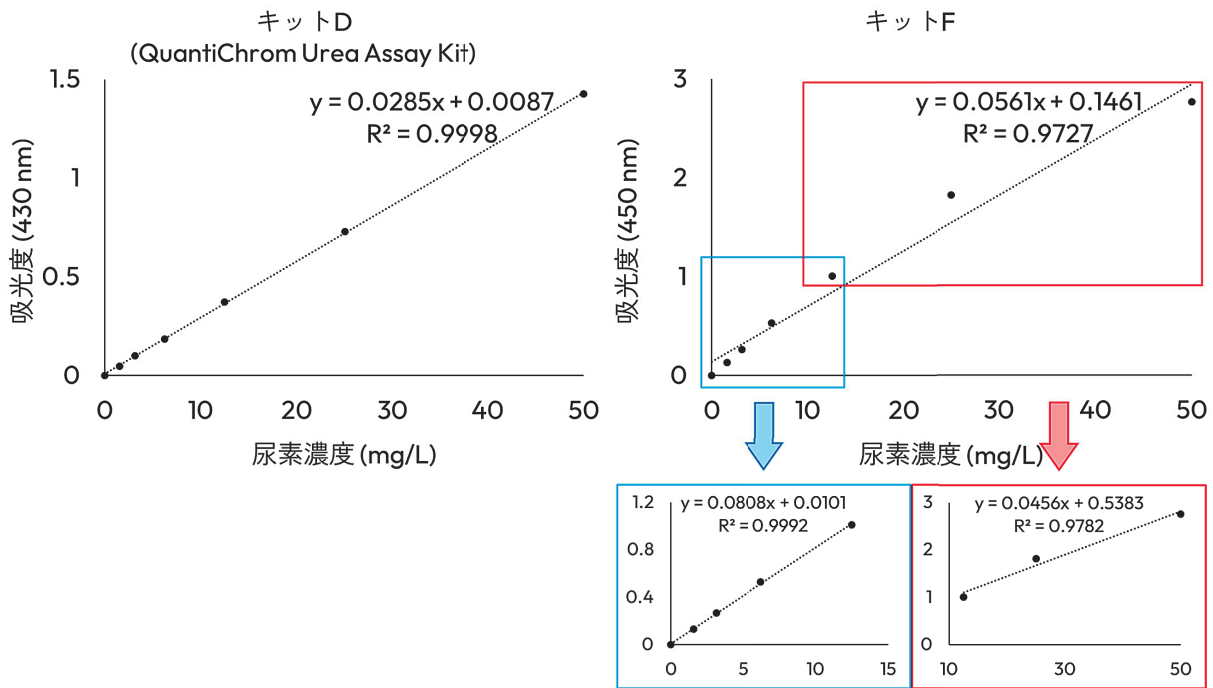 キットD
(QuantiChrom Urea Assay Kit)
y = 0.0285x + 0.0087
R² = 0.9998
吸光度 (430 nm)
1.5
1
0.5
0
0 10 20 30 40 50
尿素濃度 (mg/L)
キットF
y = 0.0561x + 0.1461
R² = 0.9727
吸光度 (450 nm)
3
2
1
0
0 10 20 30 40 50
尿素濃度 (mg/L)
y = 0.0808x + 0.0101
R² = 0.9992
1.2
0.8
0.4
0
0 5 10 15
y = 0.0456x + 0.5383
R² = 0.9782
3
2
1
0
10 30 50